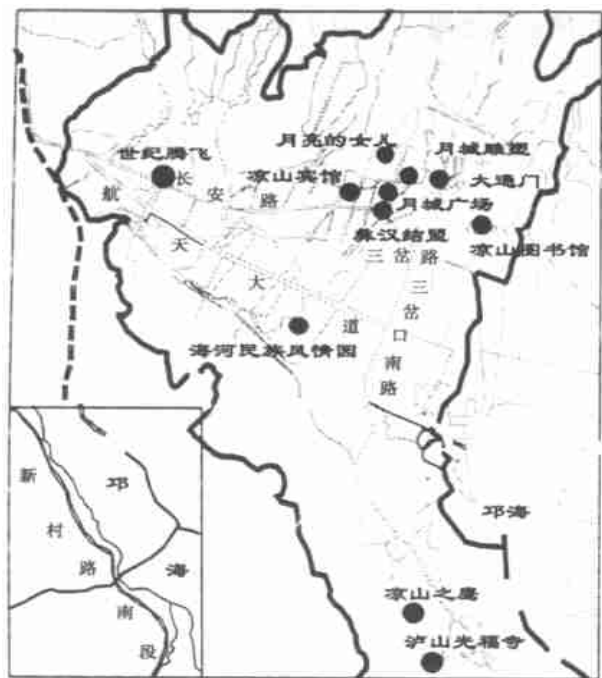 月亮的女儿
月城雕塑
世纪腾飞
凉山宾馆
大通门
长安路
航天大道
月城广场
彝汉结盟
凉山图书馆
三岔路
三岔口南路
海河民族风情园
邛海
新村路南段
邛海
凉山之鹰
泸山光福寺